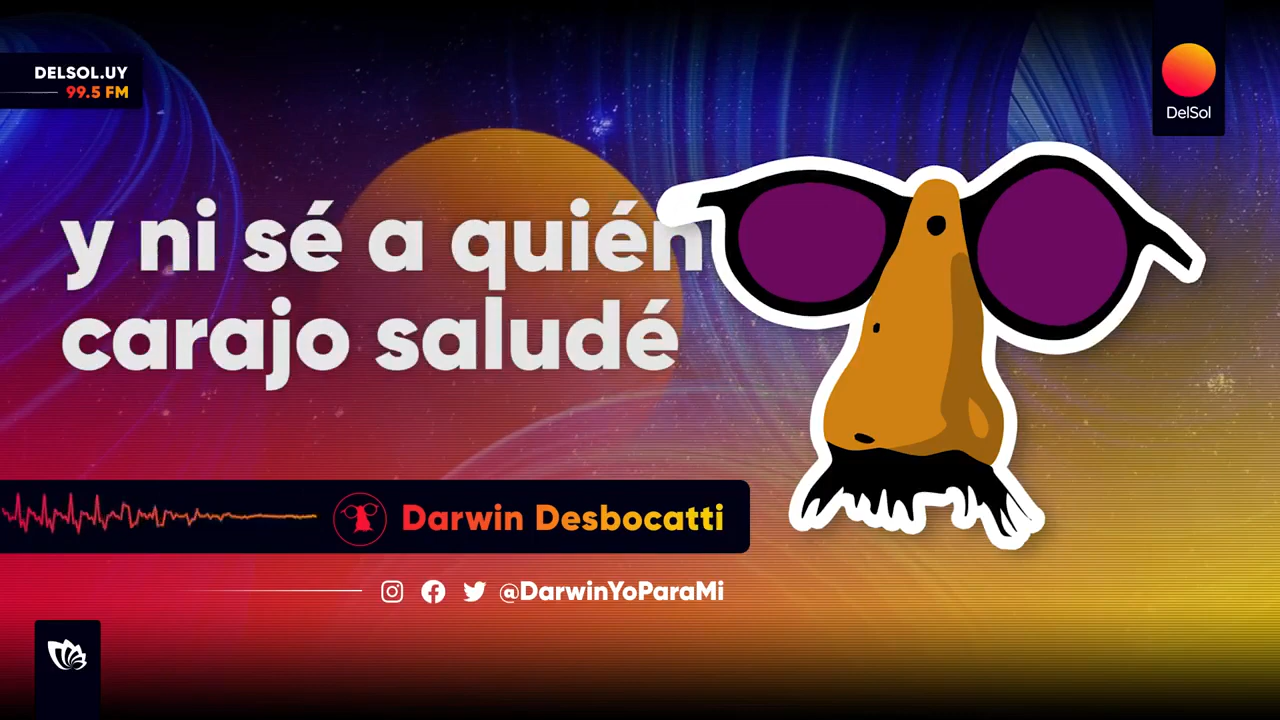 DELSOL.UY
99.5 FM
DelSol
y ni sé a quién
carajo saludé
Darwin Desbocatti
@DarwinYoParaMi